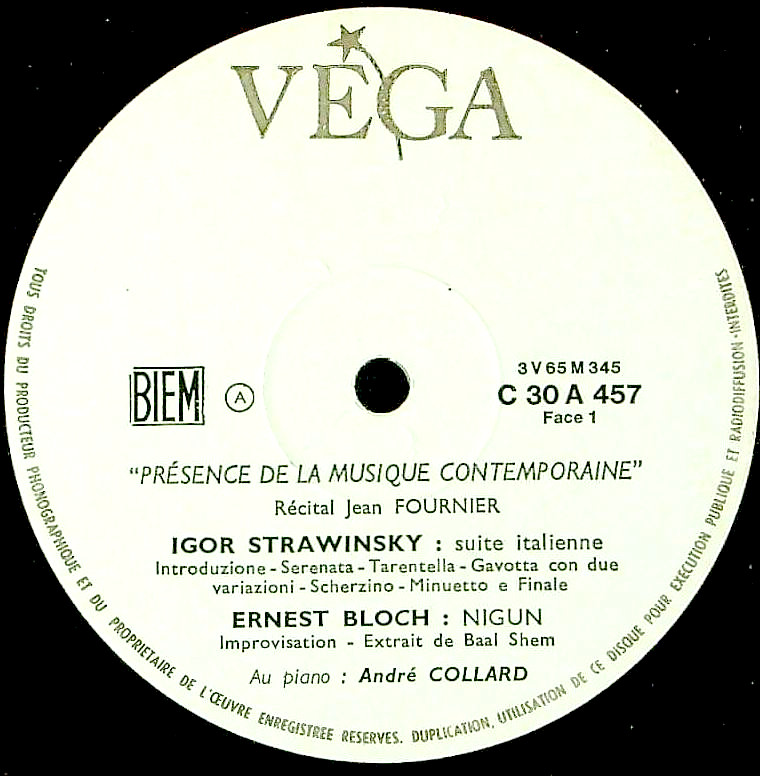 VÉGA
BIEM
A
3 V 65 M 345
C 30 A 457
Face 1
“PRÉSENCE DE LA MUSIQUE CONTEMPORAINE”
Récital Jean FOURNIER
IGOR STRAWINSKY : suite italienne
Introduzione - Serenata - Tarentella - Gavotta con due
variazioni - Scherzino - Minuetto e Finale
ERNEST BLOCH : NIGUN
Improvisation - Extrait de Baal Shem
Au piano : André COLLARD
TOUS DROITS DU PRODUCTEUR PHONOGRAPHIQUE ET DU PROPRIETAIRE DE L'ŒUVRE ENREGISTREE RESERVES. DUPLICATION, UTILISATION DE CE DISQUE POUR EXECUTION PUBLIQUE ET RADIODIFFUSION - INTERDITES